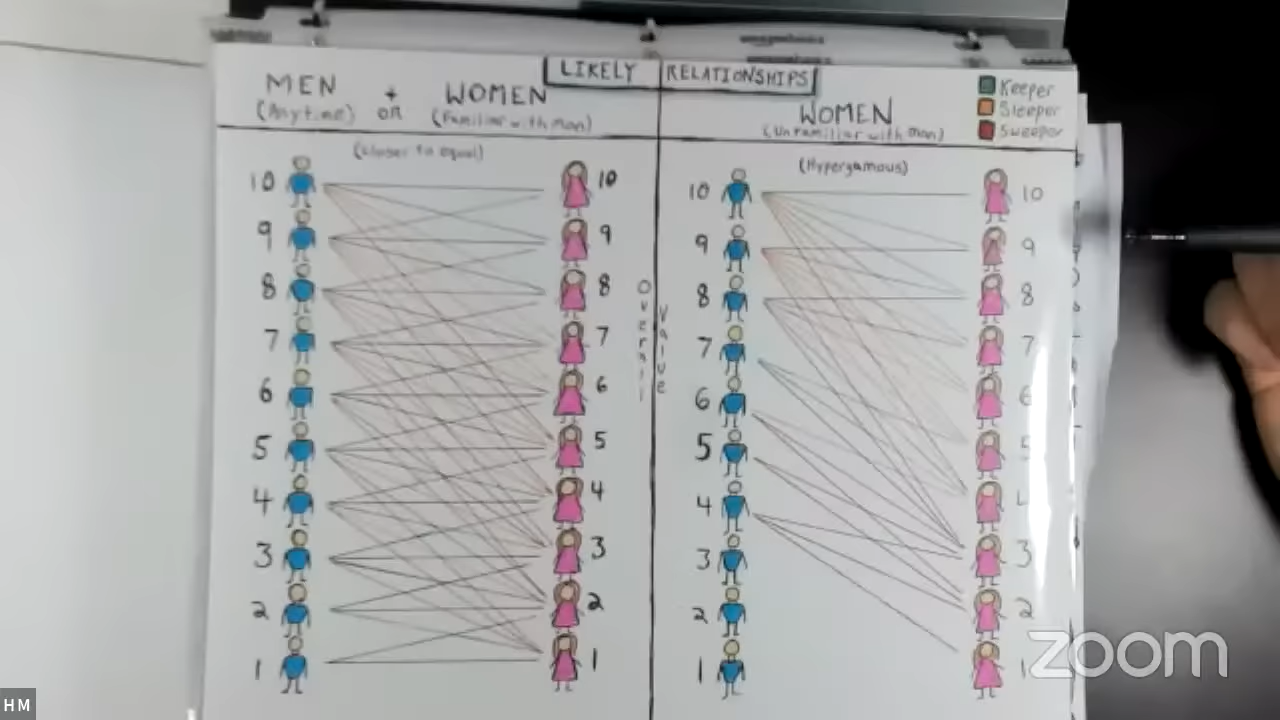 LIKELY RELATIONSHIPS
MEN + or WOMEN
(Anytime) (Familiar with man)
(Closer to equal)
10 10
9 9
8 8
7 7
6 6
5 5
4 4
3 3
2 2
1 1
Overall Value
WOMEN
(Unfamiliar with man)
(Hypergamous)
10 10
9 9
8 8
7 7
6 6
5 5
4 4
3 3
2 2
1 1
Keeper
Sleeper
Sweeper
zoom
HM